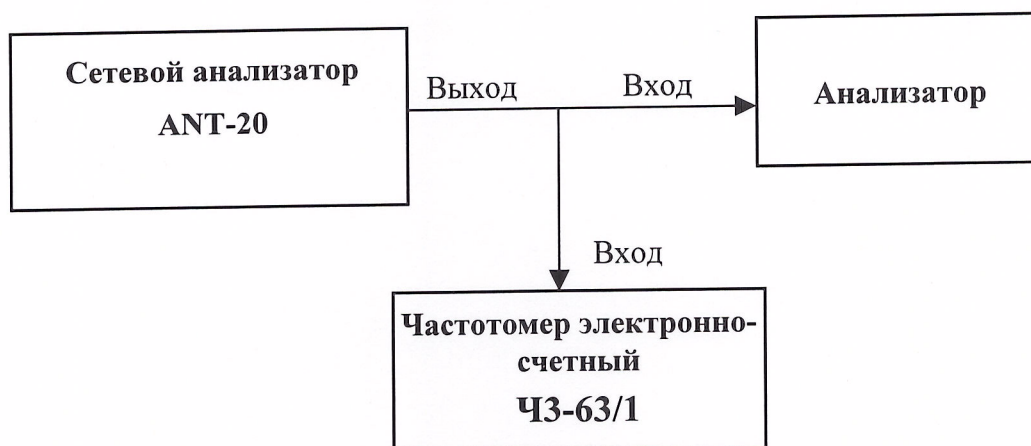 Сетевой анализатор
ANT-20
Выход
Вход
Анализатор
Вход
Частотомер электронно-
счетный
Ч3-63/1